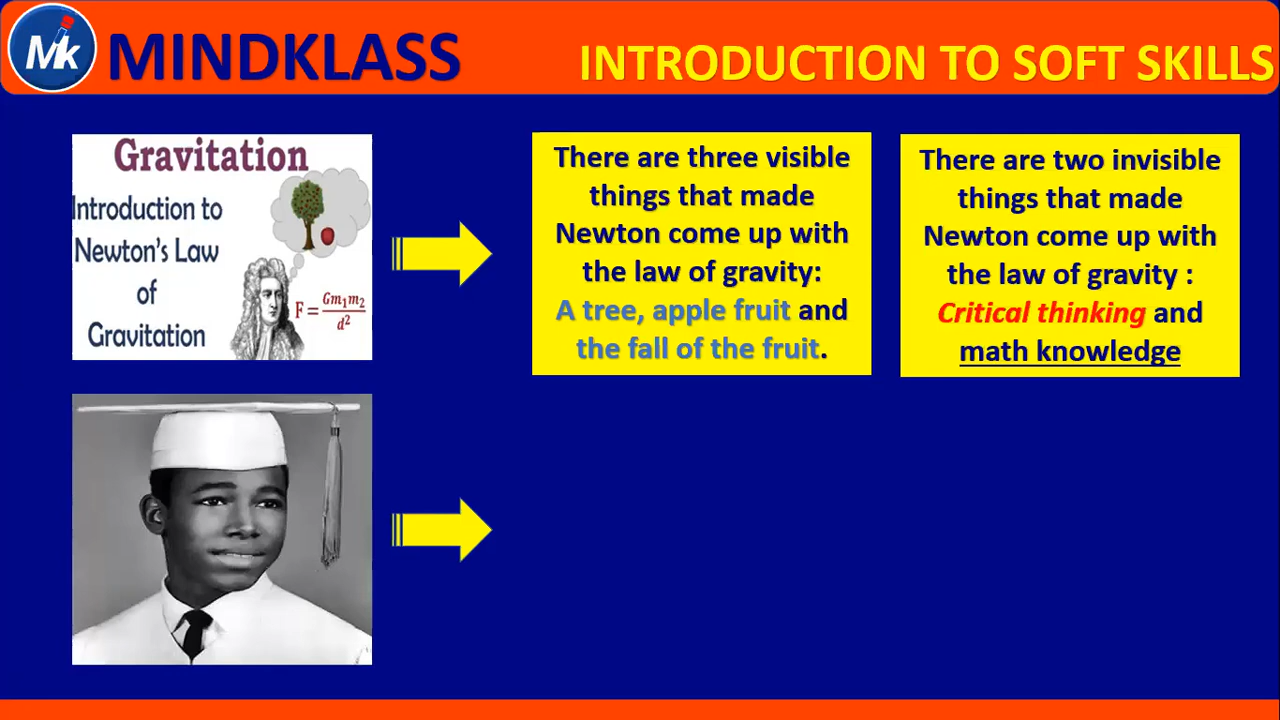 Mk MINDKLASS
INTRODUCTION TO SOFT SKILLS
Gravitation
Introduction to
Newton's Law
of
Gravitation
F = Gm₁m₂
d²
There are three visible
things that made
Newton come up with
the law of gravity:
A tree, apple fruit and
the fall of the fruit.
There are two invisible
things that made
Newton come up with
the law of gravity :
Critical thinking and
math knowledge